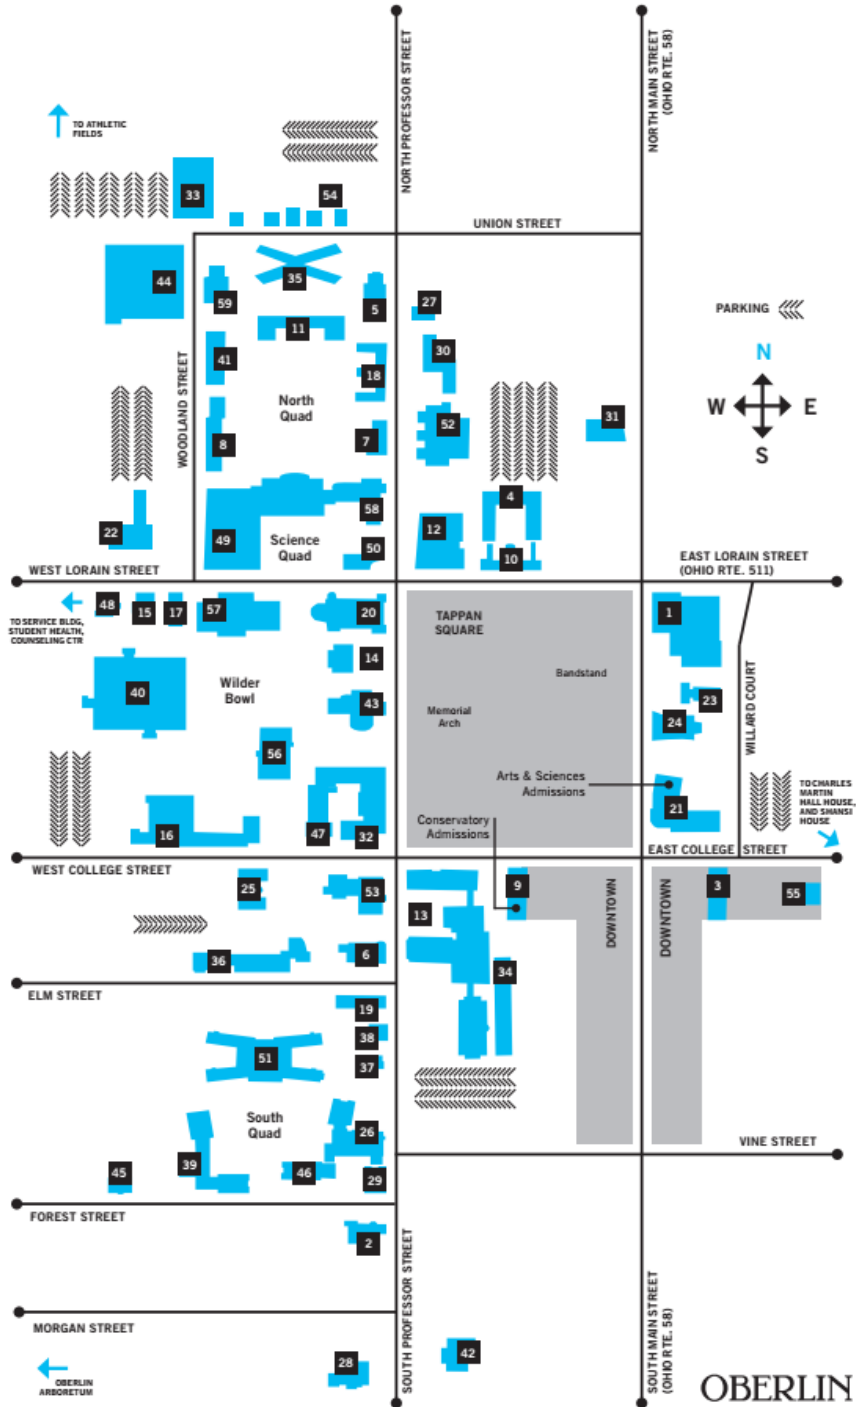 NORTH PROFESSOR STREET
NORTH MAIN STREET
(OHIO RTE. 58)
TO ATHLETIC
FIELDS
33
54
UNION STREET
44
59
35
5
27
11
30
41
18
WOODLAND STREET
North
Quad
8
7
52
31
PARKING
N
W
E
S
4
58
12
22
49
Science
Quad
50
10
WEST LORAIN STREET
EAST LORAIN STREET
(OHIO RTE. 511)
48
15
17
57
20
TO SERVICE BLDG,
STUDENT HEALTH,
COUNSELING CTR
TAPPAN
SQUARE
1
14
Bandstand
40
Wilder
Bowl
43
Memorial
Arch
23
24
WILLARD COURT
56
Arts & Sciences
Admissions
TO CHARLES
MARTIN
HALL HOUSE,
AND SHANSI
HOUSE
21
16
47
32
Conservatory
Admissions
WEST COLLEGE STREET
EAST COLLEGE STREET
25
53
9
3
55
13
DOWNTOWN
DOWNTOWN
36
6
34
ELM STREET
19
38
51
37
South
Quad
26
39
45
46
29
VINE STREET
FOREST STREET
2
MORGAN STREET
SOUTH PROFESSOR STREET
SOUTH MAIN STREET
(OHIO RTE. 58)
42
28
OBERLIN
ARBORETUM
OBERLIN